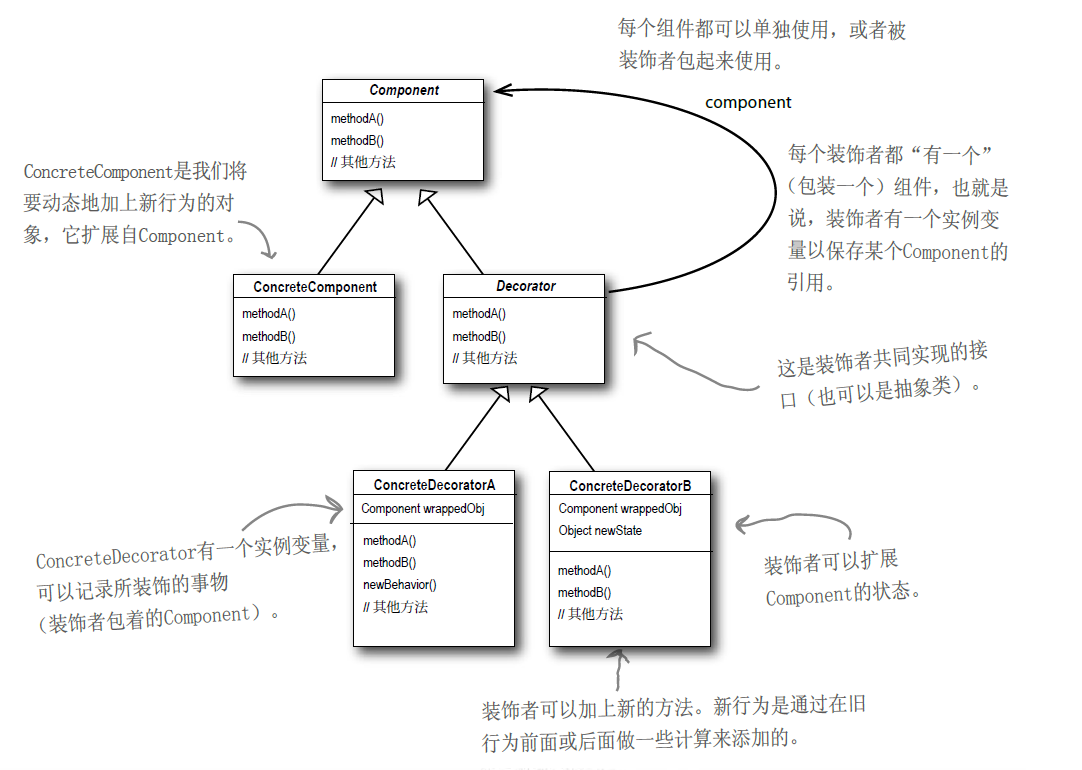 每个组件都可以单独使用，或者被
装饰者包起来使用。
component
Component
methodA()
methodB()
// 其他方法
ConcreteComponent是我们将
要动态地加上新行为的对
象，它扩展自Component。
每个装饰者都“有一个”
（包装一个）组件，也就是
说，装饰者有一个实例变
量以保存某个Component的
引用。
ConcreteComponent
methodA()
methodB()
// 其他方法
Decorator
methodA()
methodB()
// 其他方法
这是装饰者共同实现的接
口（也可以是抽象类）。
ConcreteDecoratorA
Component wrappedObj
methodA()
methodB()
newBehavior()
// 其他方法
ConcreteDecoratorB
Component wrappedObj
Object newState
methodA()
methodB()
// 其他方法
ConcreteDecorator有一个实例变量，
可以记录所装饰的事物
（装饰者包着的Component）。
装饰者可以扩展
Component的状态。
装饰者可以加上新的方法。新行为是通过在旧
行为前面或后面做一些计算来添加的。